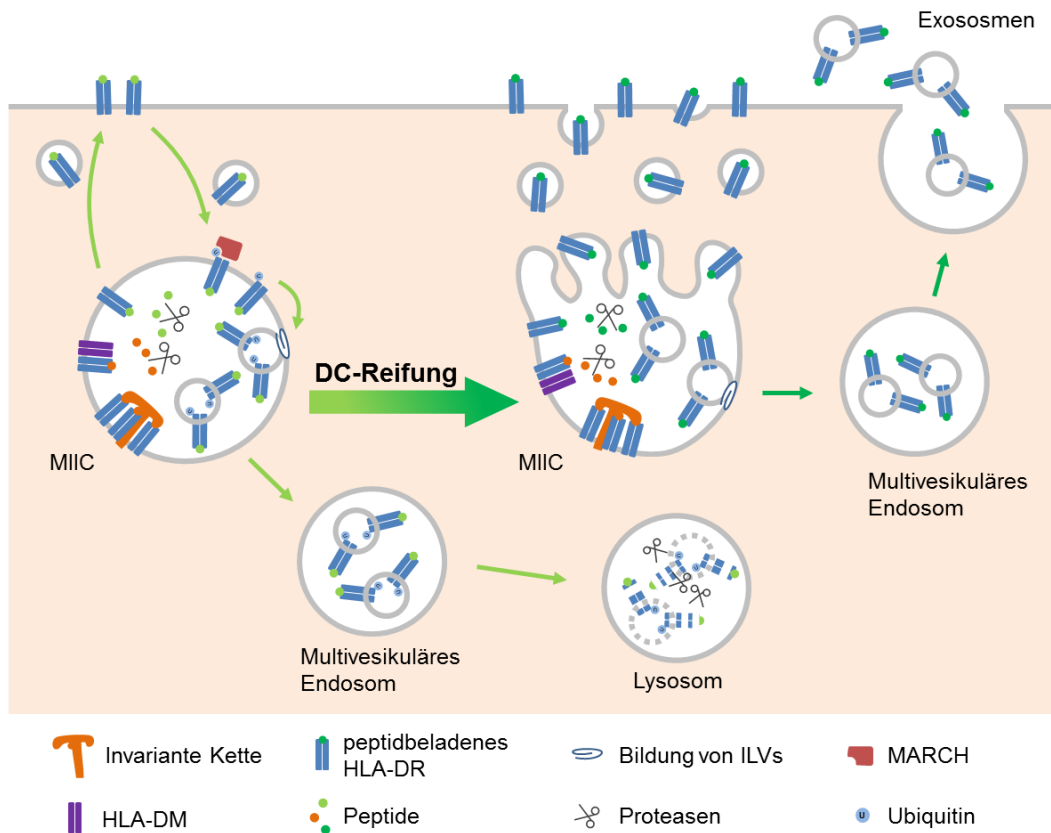 Exososmen
DC-Reifung
MIIC
MIIC
Multivesikuläres
Endosom
Multivesikuläres
Endosom
Lysosom
Invariante Kette
peptidbeladenes
HLA-DR
Bildung von ILVs
MARCH
HLA-DM
Peptide
Proteasen
U
Ubiquitin